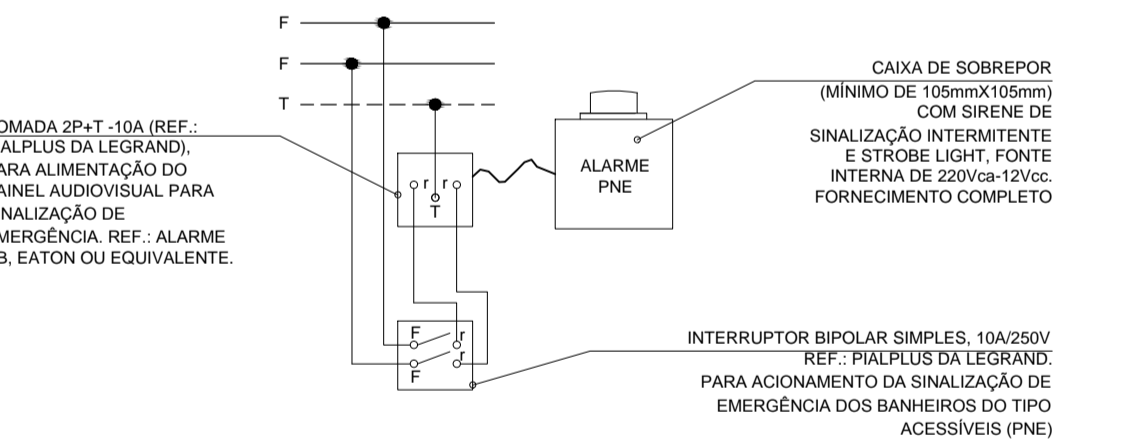 F
F
T
OMADA 2P+T -10A (REF.:
ALPLUS DA LEGRAND),
ARA ALIMENTAÇÃO DO
AINEL AUDIOVISUAL PARA
NALIZAÇÃO DE
MERGÊNCIA. REF.: ALARME
B, EATON OU EQUIVALENTE.
r r
T
ALARME
PNE
CAIXA DE SOBREPOR
(MÍNIMO DE 105mmX105mm)
COM SIRENE DE
SINALIZAÇÃO INTERMITENTE
E STROBE LIGHT, FONTE
INTERNA DE 220Vca-12Vcc.
FORNECIMENTO COMPLETO
F r
r
F
INTERRUPTOR BIPOLAR SIMPLES, 10A/250V
REF.: PIALPLUS DA LEGRAND.
PARA ACIONAMENTO DA SINALIZAÇÃO DE
EMERGÊNCIA DOS BANHEIROS DO TIPO
ACESSÍVEIS (PNE)